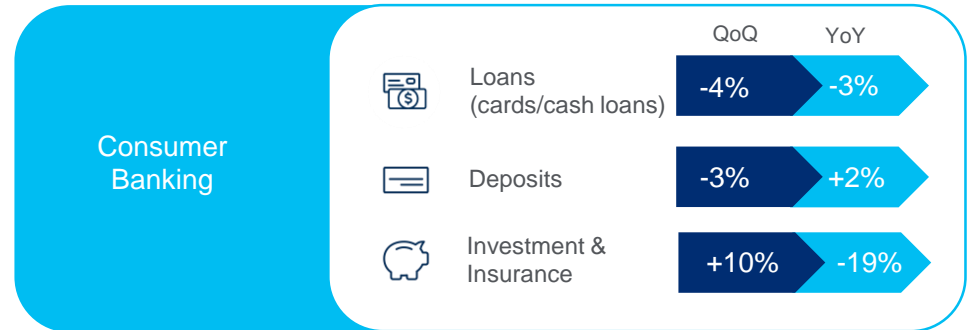 QoQ YoY
Consumer
Banking
Loans
(cards/cash loans)
-4% -3%
Deposits
-3% +2%
Investment &
Insurance
+10% -19%